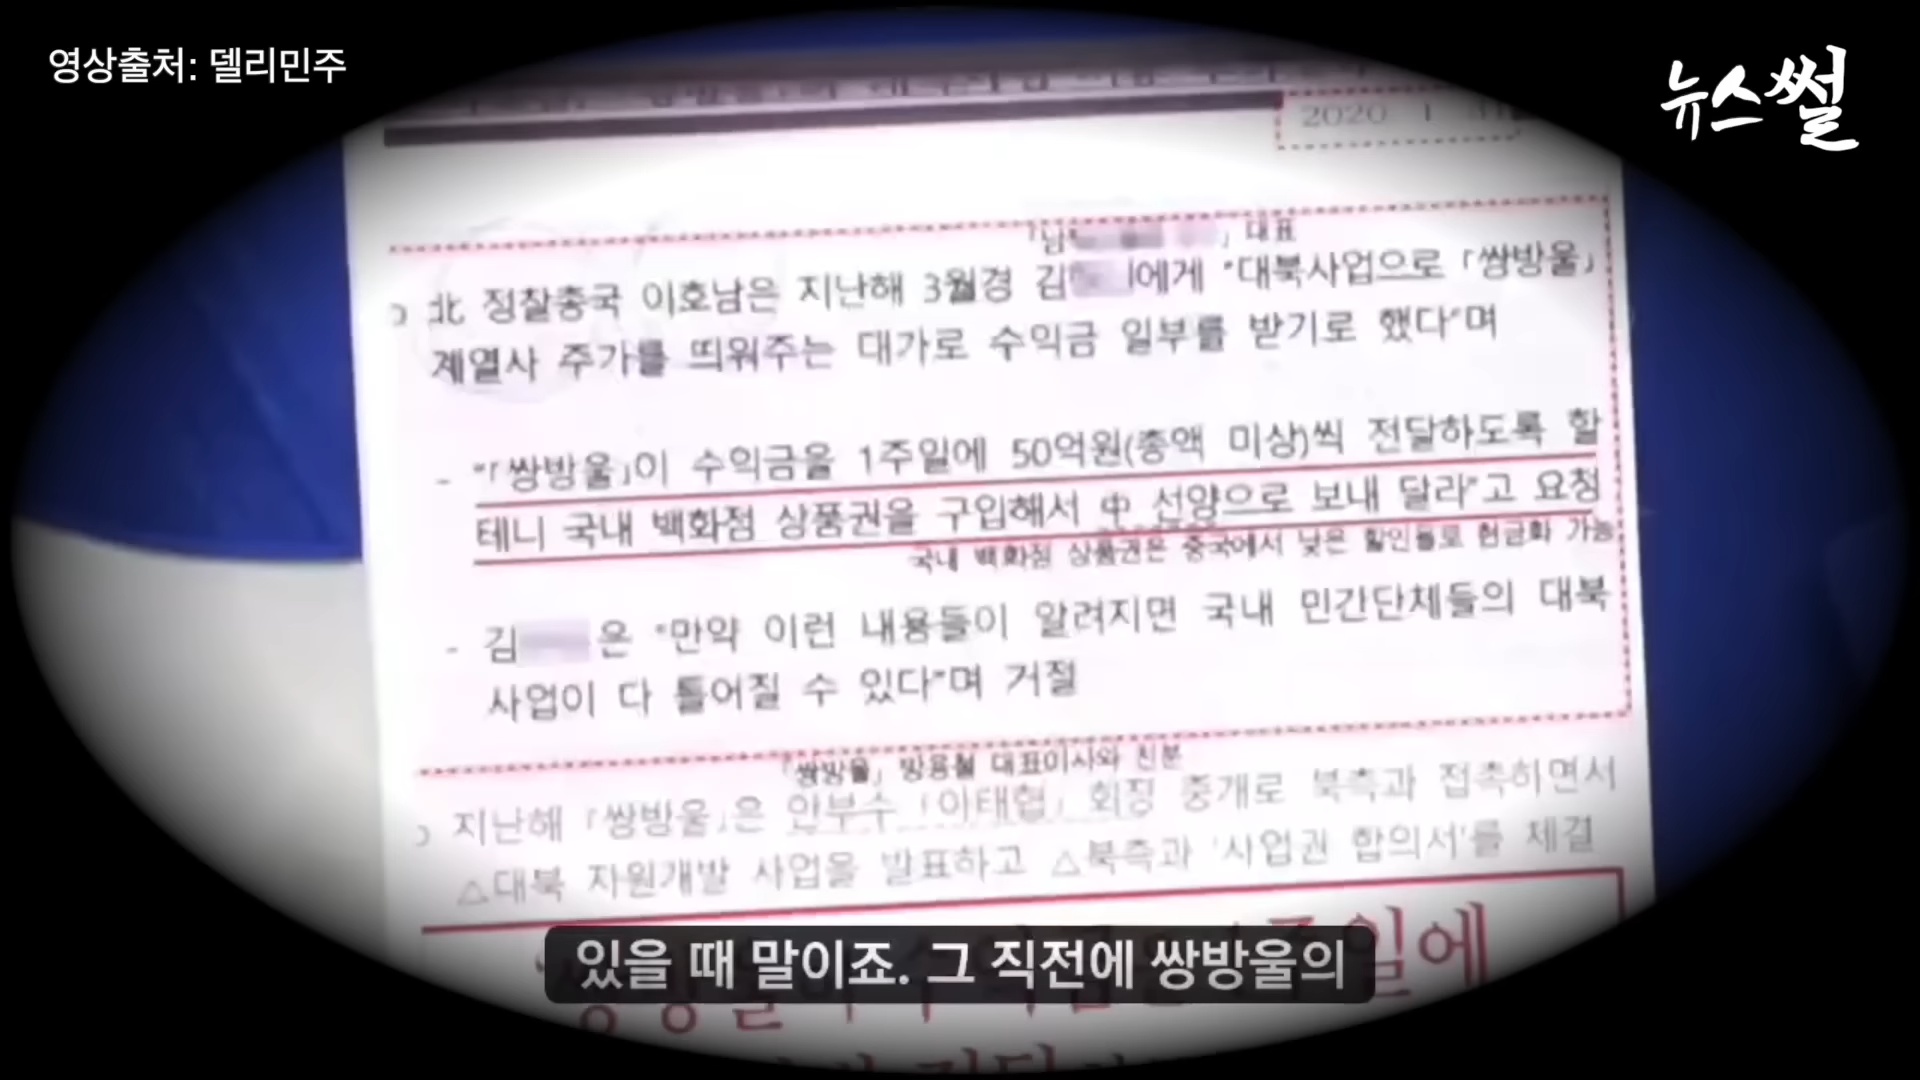 영상출처: 델리민주
뉴스썰
2020 1
「남 」 대표
北 정찰총국 이호남은 지난해 3월경 김 에게 "대북사업으로 「쌍방울」
계열사 주가를 띄워주는 대가로 수익금 일부를 받기로 했다"며
- "「쌍방울」이 수익금을 1주일에 50억원(총액 미상)씩 전달하도록 할
테니 국내 백화점 상품권을 구입해서 中 선양으로 보내 달라"고 요청
국내 백화점 상품권은 중국에서 낮은 할인률로 현금화 가능
- 김 은 "만약 이런 내용들이 알려지면 국내 민간단체들의 대북
사업이 다 틀어질 수 있다"며 거절
「쌍방울」 방용철 대표이사와 친분
지난해 「쌍방울」은 안부수 「아태협」 회장 중개로 북측과 접촉하면서
△대북 자원개발 사업을 발표하고 △북측과 '사업권 합의서'를 체결
있을 때 말이죠. 그 직전에 쌍방울의